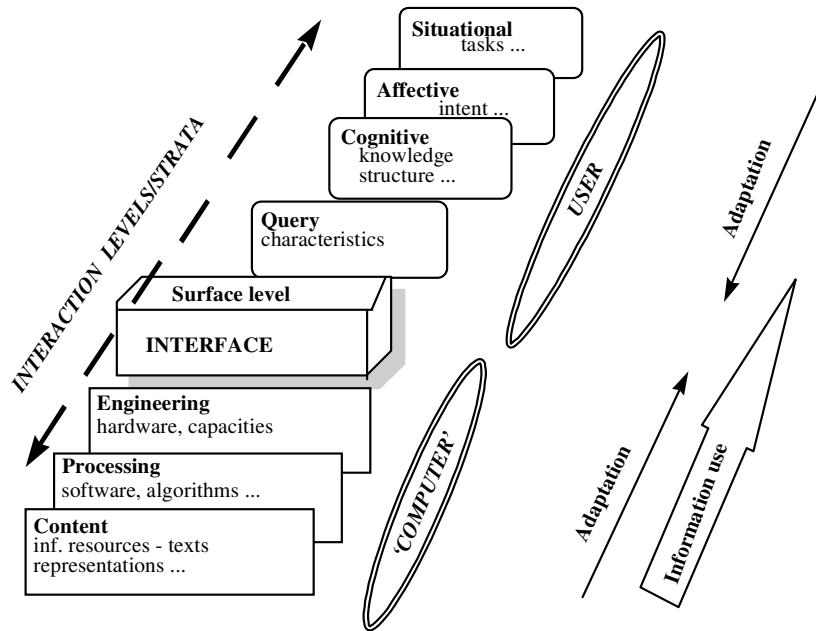 Situational
tasks ...
Affective
intent ...
Cognitive
knowledge
structure ...
Query
characteristics
Surface level
INTERFACE
Engineering
hardware, capacities
Processing
software, algorithms ...
Content
inf. resources - texts
representations ...
INTERACTION LEVELS/STRATA
USER
‘COMPUTER’
Adaptation
Adaptation
Information use